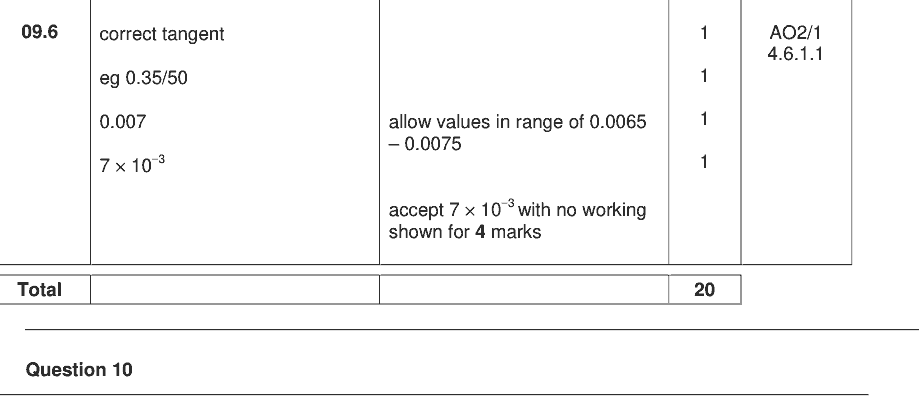 09.6 correct tangent 1 AO2/1
4.6.1.1
eg 0.35/50 1
0.007 allow values in range of 0.0065 1
– 0.0075
7 × 10⁻³ 1
accept 7 × 10⁻³ with no working
shown for 4 marks
Total 20
Question 10